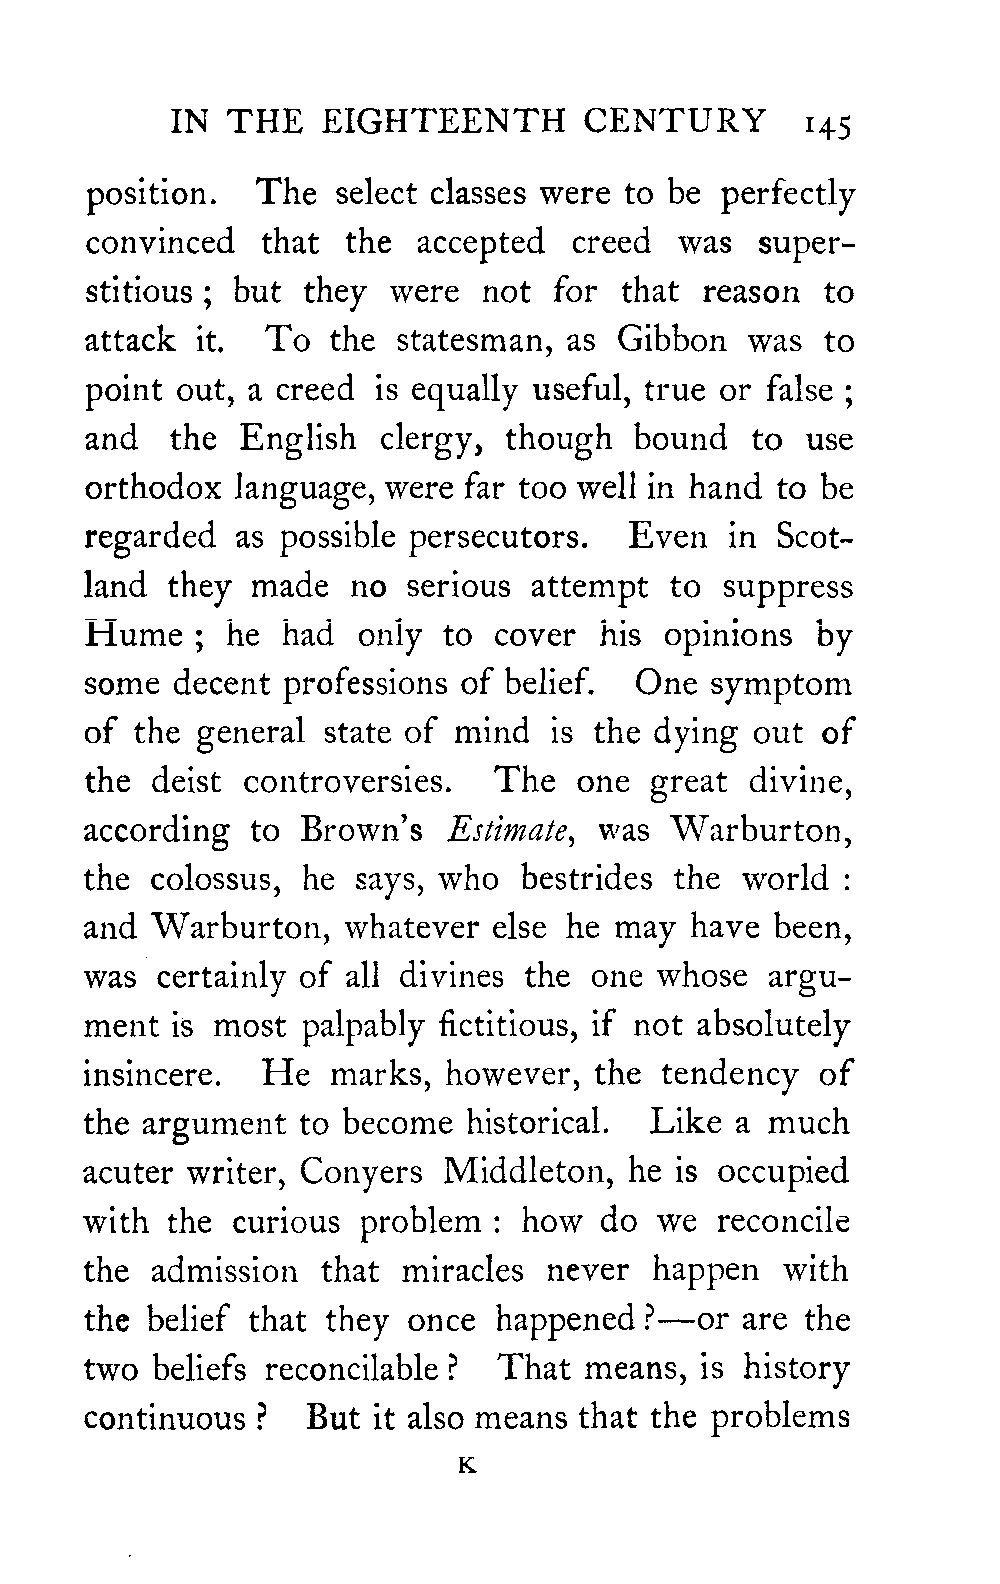 IN THE EIGHTEENTH CENTURY 145
position. The select classes were to be perfectly
convinced that the accepted creed was super-
stitious ; but they were not for that reason to
attack it. To the statesman, as Gibbon was to
point out, a creed is equally useful, true or false ;
and the English clergy, though bound to use
orthodox language, were far too well in hand to be
regarded as possible persecutors. Even in Scot-
land they made no serious attempt to suppress
Hume ; he had only to cover his opinions by
some decent professions of belief. One symptom
of the general state of mind is the dying out of
the deist controversies. The one great divine,
according to Brown's Estimate, was Warburton,
the colossus, he says, who bestrides the world :
and Warburton, whatever else he may have been,
was certainly of all divines the one whose argu-
ment is most palpably fictitious, if not absolutely
insincere. He marks, however, the tendency of
the argument to become historical. Like a much
acuter writer, Conyers Middleton, he is occupied
with the curious problem : how do we reconcile
the admission that miracles never happen with
the belief that they once happened ?—or are the
two beliefs reconcilable ? That means, is history
continuous ? But it also means that the problems
K